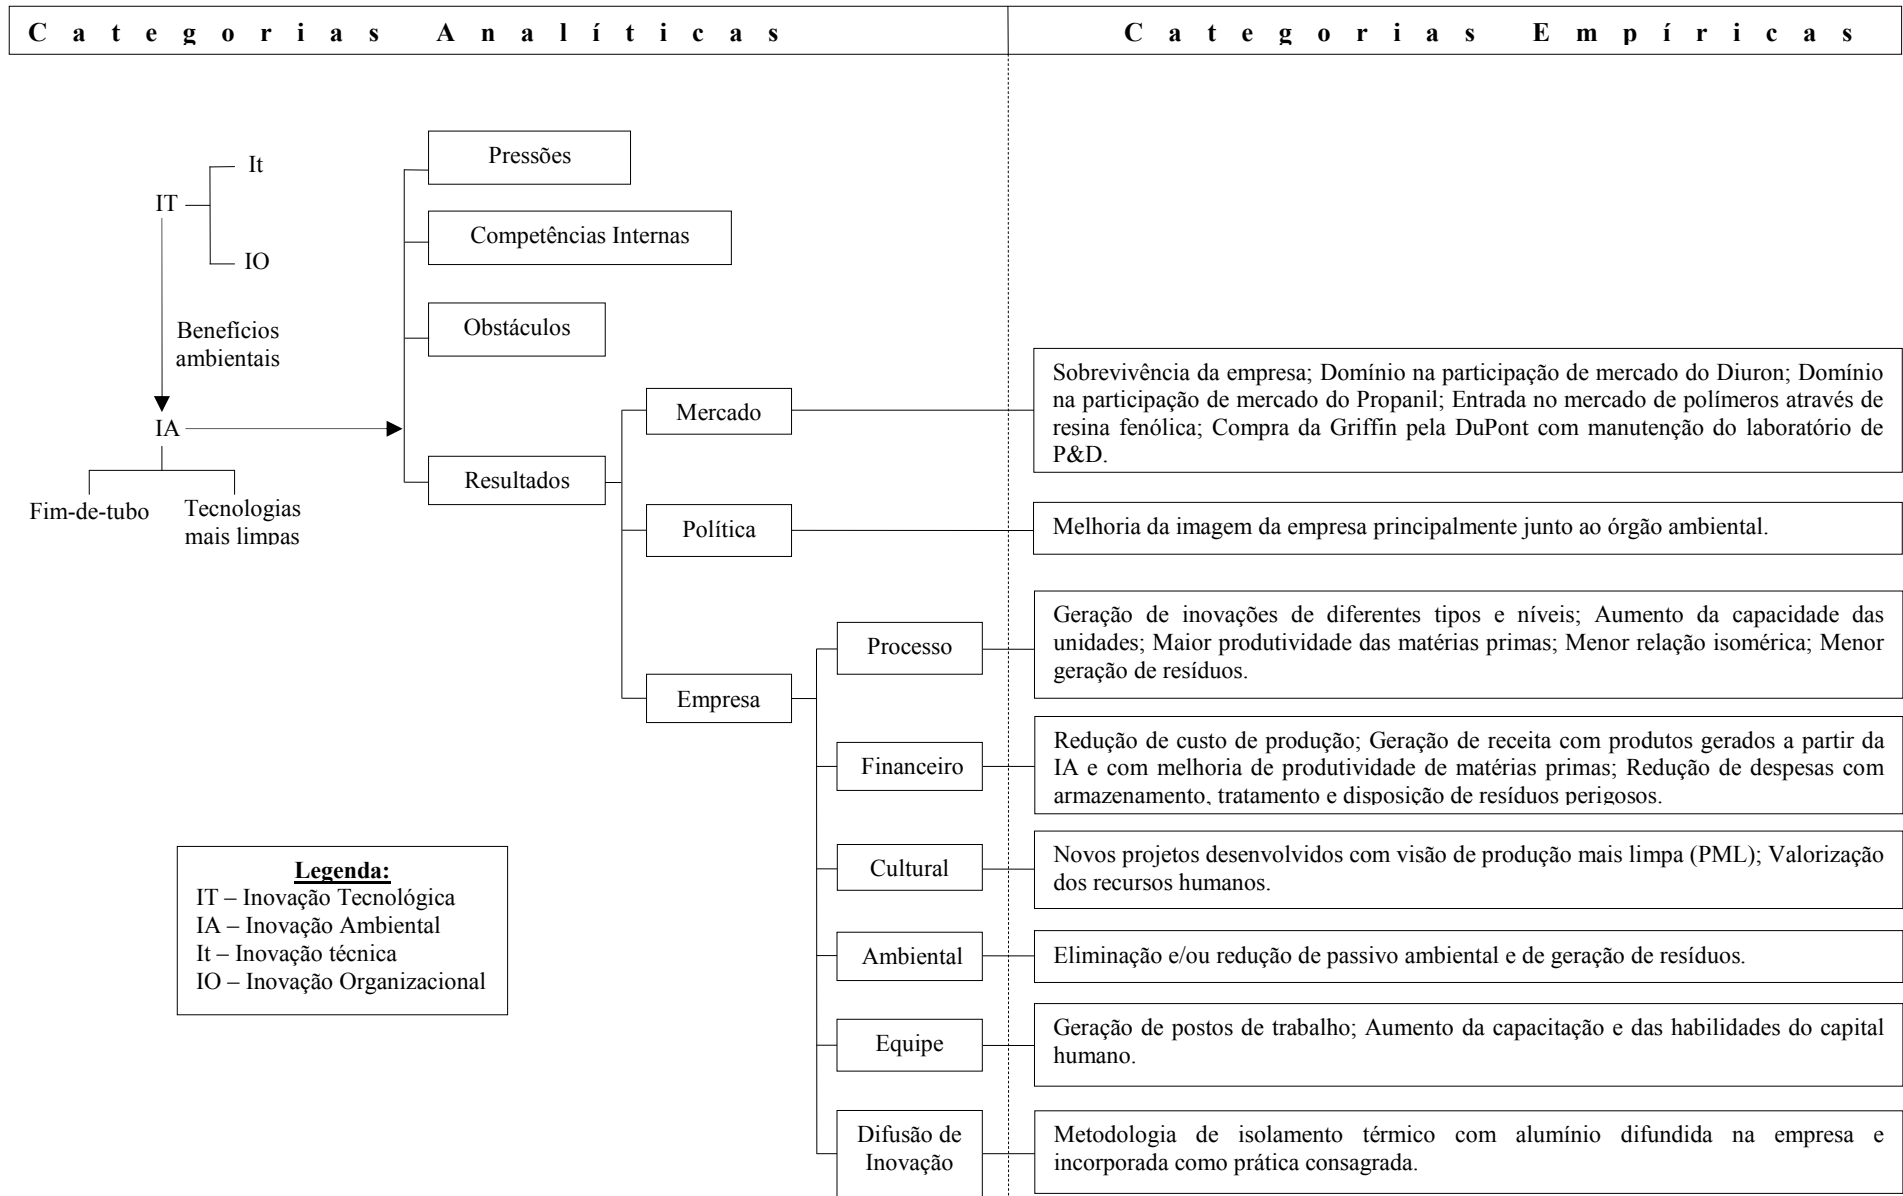 Categorias Analíticas
Categorias Empíricas
It
IT
IO
Benefícios
ambientais
IA
Fim-de-tubo
Tecnologias
mais limpas
Pressões
Competências Internas
Obstáculos
Resultados
Mercado
Sobrevivência da empresa; Domínio na participação de mercado do Diuron; Domínio
na participação de mercado do Propanil; Entrada no mercado de polímeros através de
resina fenólica; Compra da Griffin pela DuPont com manutenção do laboratório de
P&D.
Política
Melhoria da imagem da empresa principalmente junto ao órgão ambiental.
Empresa
Processo
Geração de inovações de diferentes tipos e níveis; Aumento da capacidade das
unidades; Maior produtividade das matérias primas; Menor relação isomérica; Menor
geração de resíduos.
Financeiro
Redução de custo de produção; Geração de receita com produtos gerados a partir da
IA e com melhoria de produtividade de matérias primas; Redução de despesas com
armazenamento, tratamento e disposição de resíduos perigosos.
Cultural
Novos projetos desenvolvidos com visão de produção mais limpa (PML); Valorização
dos recursos humanos.
Ambiental
Eliminação e/ou redução de passivo ambiental e de geração de resíduos.
Equipe
Geração de postos de trabalho; Aumento da capacitação e das habilidades do capital
humano.
Difusão de
Inovação
Metodologia de isolamento térmico com alumínio difundida na empresa e
incorporada como prática consagrada.
Legenda:
IT – Inovação Tecnológica
IA – Inovação Ambiental
It – Inovação técnica
IO – Inovação Organizacional